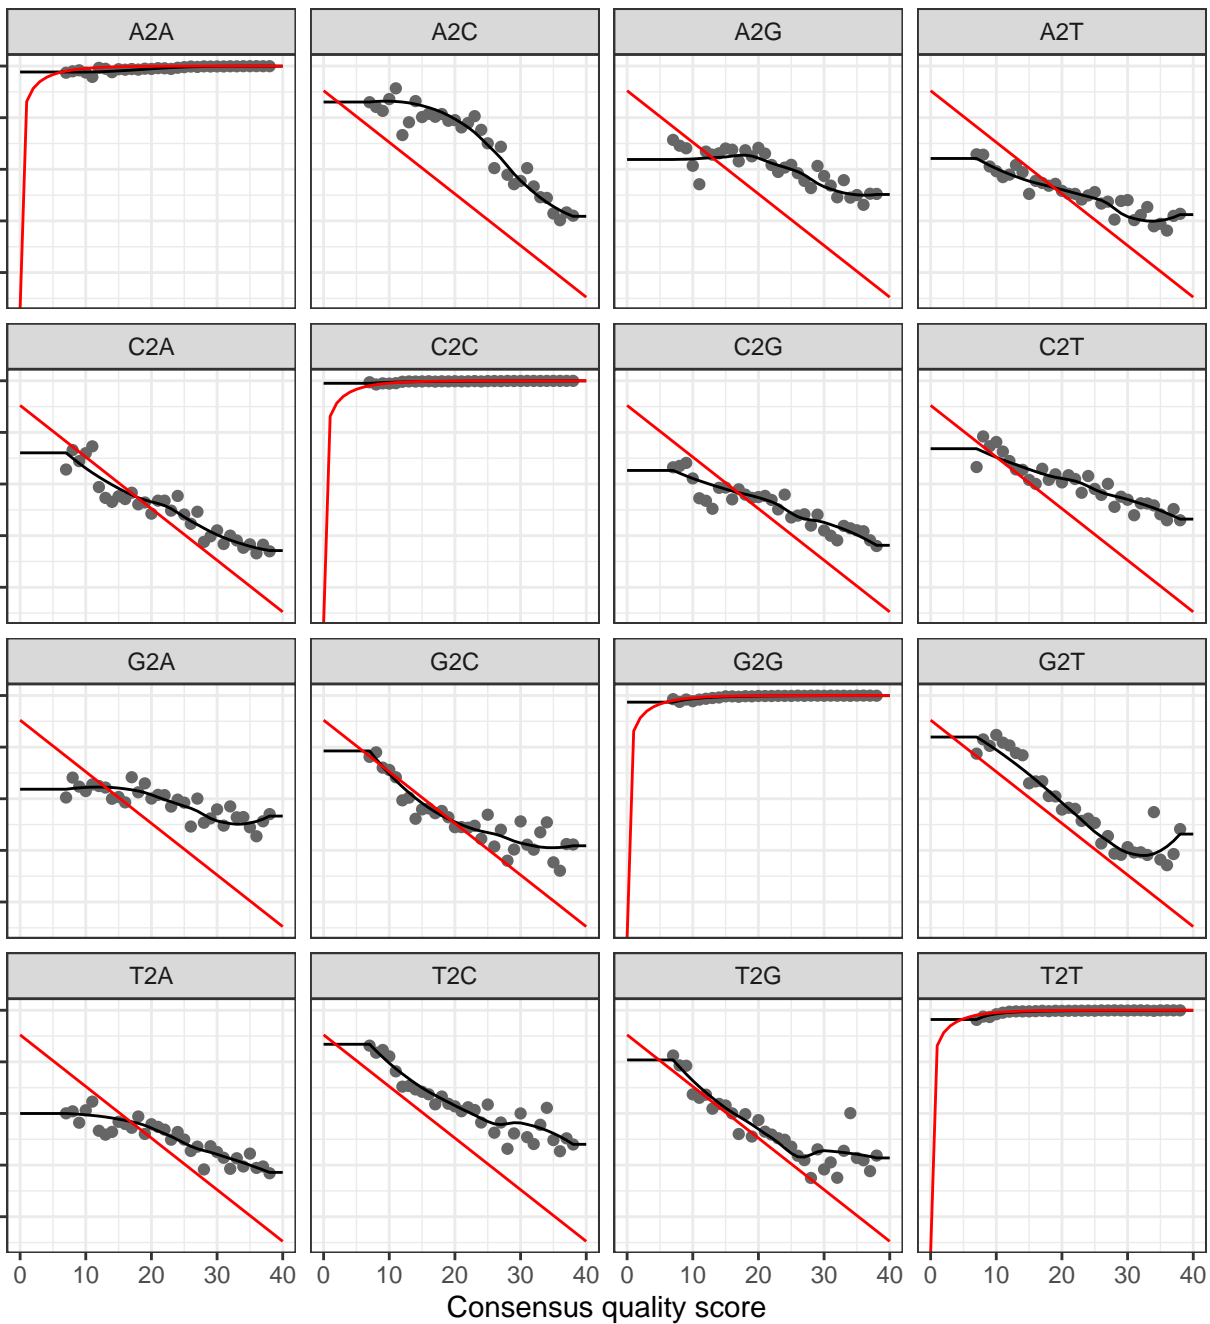 A2A A2C A2G A2T
C2A C2C C2G C2T
G2A G2C G2G G2T
T2A T2C T2G T2T
0 10 20 30 40 0 10 20 30 40 0 10 20 30 40 0 10 20 30 40
Consensus quality score